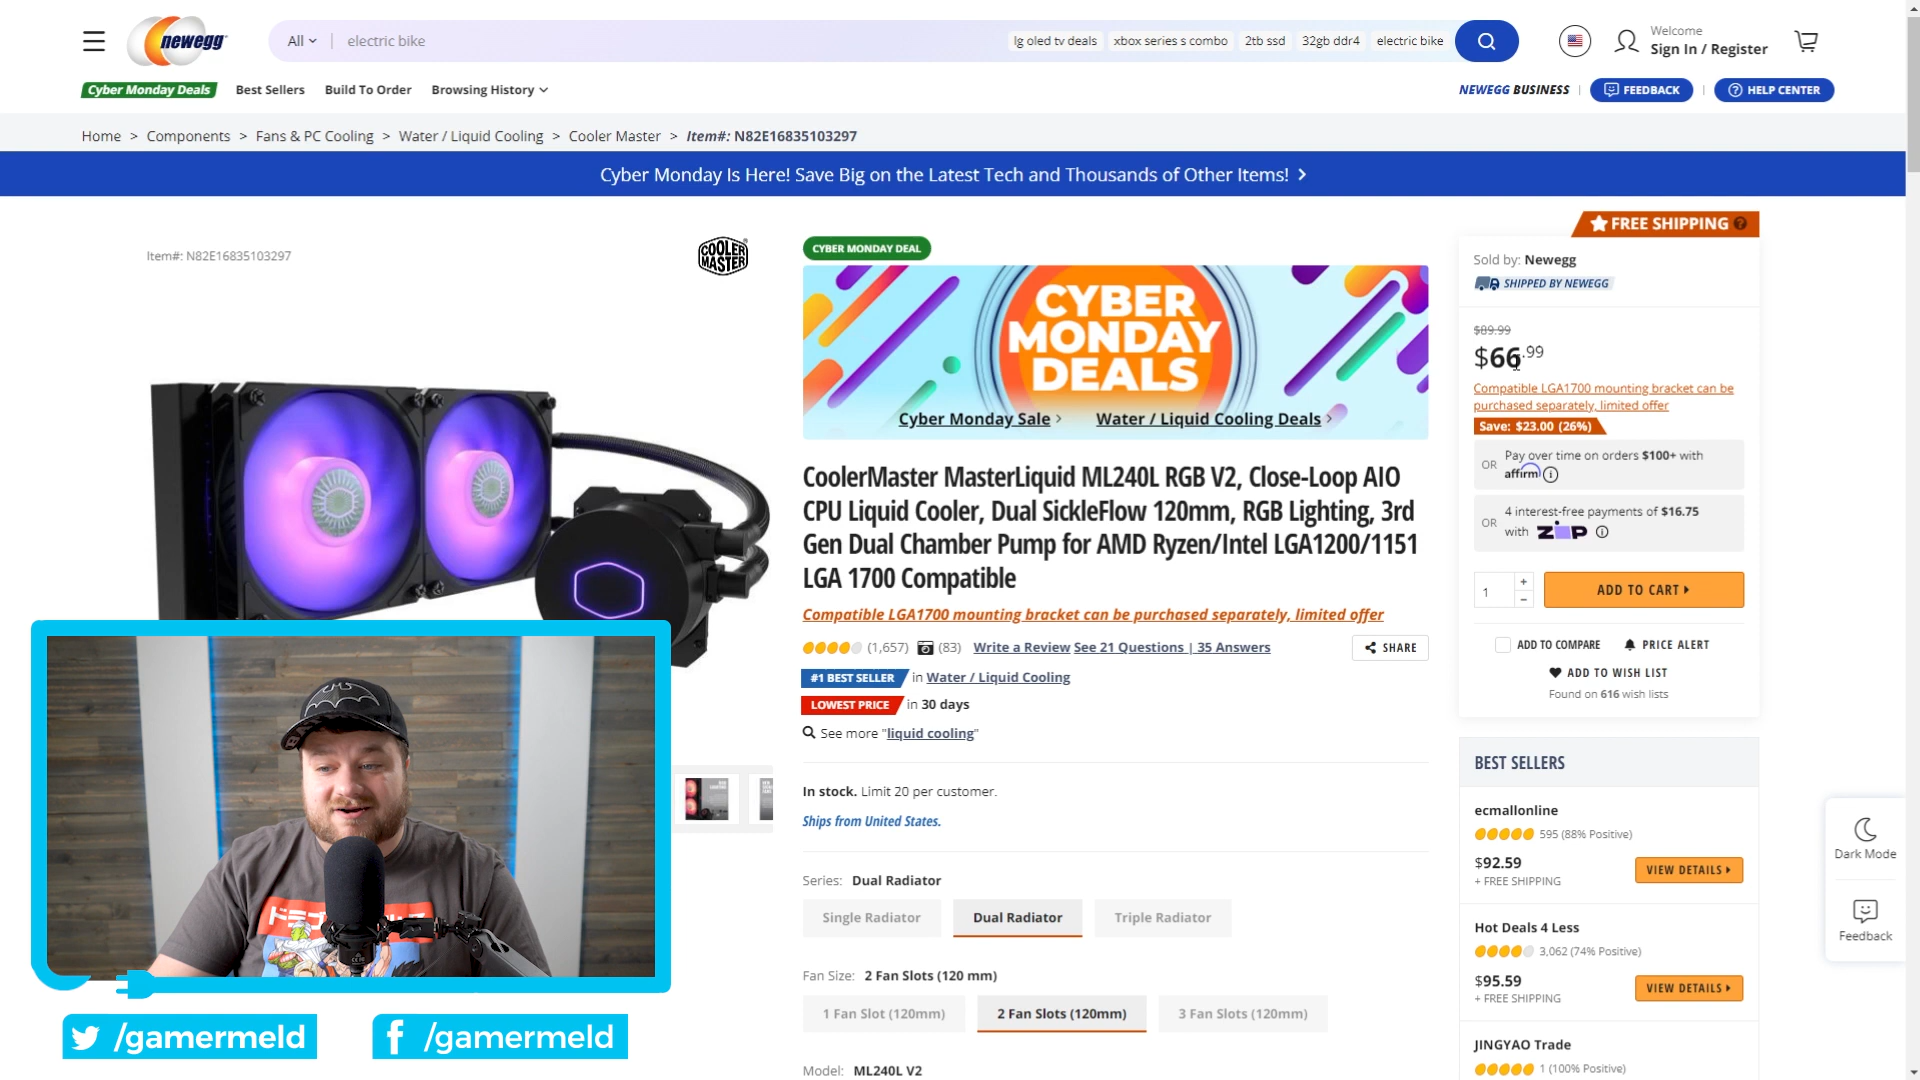 newegg
All
electric bike
lg oled tv deals
xbox series s combo
2tb ssd
32gb ddr4
electric bike
Welcome
Sign In / Register
Cyber Monday Deals
Best Sellers
Build To Order
Browsing History
NEWEGG BUSINESS
FEEDBACK
HELP CENTER
Home > Components > Fans & PC Cooling > Water / Liquid Cooling > Cooler Master > Item#: N82E16835103297
Cyber Monday Is Here! Save Big on the Latest Tech and Thousands of Other Items! >
Item#: N82E16835103297
COOLER
MASTER
CYBER MONDAY DEAL
CYBER
MONDAY
DEALS
Cyber Monday Sale >
Water / Liquid Cooling Deals >
CoolerMaster MasterLiquid ML240L RGB V2, Close-Loop AIO
CPU Liquid Cooler, Dual SickleFlow 120mm, RGB Lighting, 3rd
Gen Dual Chamber Pump for AMD Ryzen/Intel LGA1200/1151
LGA 1700 Compatible
Compatible LGA1700 mounting bracket can be purchased separately, limited offer
(1,657) (83) Write a Review See 21 Questions | 35 Answers
SHARE
#1 BEST SELLER in Water / Liquid Cooling
LOWEST PRICE in 30 days
See more "liquid cooling"
In stock. Limit 20 per customer.
Ships from United States.
Series: Dual Radiator
Single Radiator
Dual Radiator
Triple Radiator
Fan Size: 2 Fan Slots (120 mm)
1 Fan Slot (120mm)
2 Fan Slots (120mm)
3 Fan Slots (120mm)
Model: ML240L V2
FREE SHIPPING
Sold by: Newegg
SHIPPED BY NEWEGG
$89.99
$66.99
Compatible LGA1700 mounting bracket can be
purchased separately, limited offer
Save: $23.00 (26%)
OR
Pay over time on orders $100+ with
affirm
OR
4 interest-free payments of $16.75
with ZIP
1
+
-
ADD TO CART
ADD TO COMPARE
PRICE ALERT
ADD TO WISH LIST
Found on 616 wish lists
BEST SELLERS
ecmallonline
595 (88% Positive)
$92.59
+ FREE SHIPPING
VIEW DETAILS
Hot Deals 4 Less
3,062 (74% Positive)
$95.59
+ FREE SHIPPING
VIEW DETAILS
JINGYAO Trade
1 (100% Positive)
Dark Mode
Feedback
/gamermeld
/gamermeld